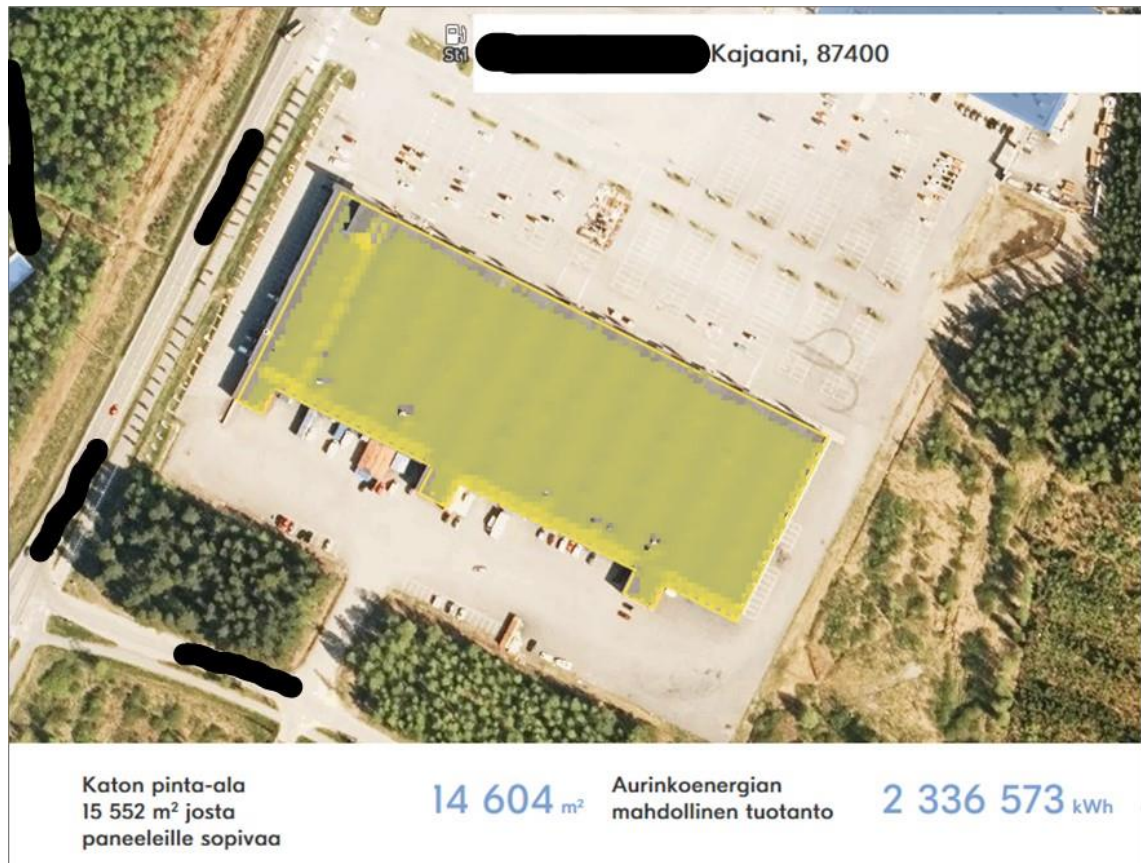 St1
Kajaani, 87400
Katon pinta-ala
15 552 m² josta
paneeleille sopivaa
14 604 m²
Aurinkoenergian
mahdollinen tuotanto
2 336 573 kWh